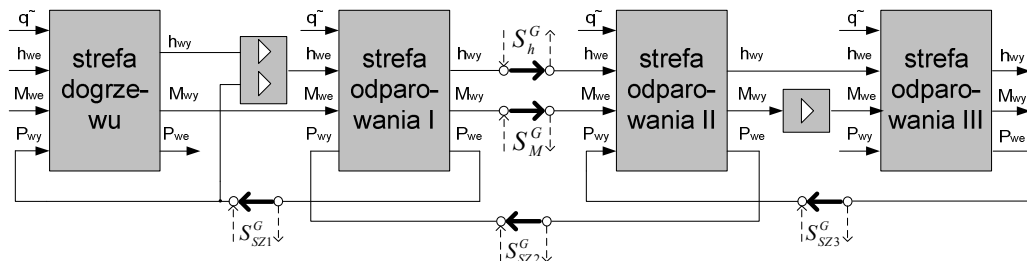 q~
h_we
M_we
P_wy
strefa
dogrze-
wu
h_wy
M_wy
P_we
q~
h_we
M_we
P_wy
strefa
odparo-
wania I
h_wy
M_wy
P_we
S_h^G
S_M^G
q~
h_we
M_we
P_wy
strefa
odparo-
wania II
h_wy
M_wy
P_we
q~
h_we
M_we
P_wy
strefa
odparo-
wania III
h_wy
M_wy
P_we
S_SZ1^G
S_SZ2^G
S_SZ3^G